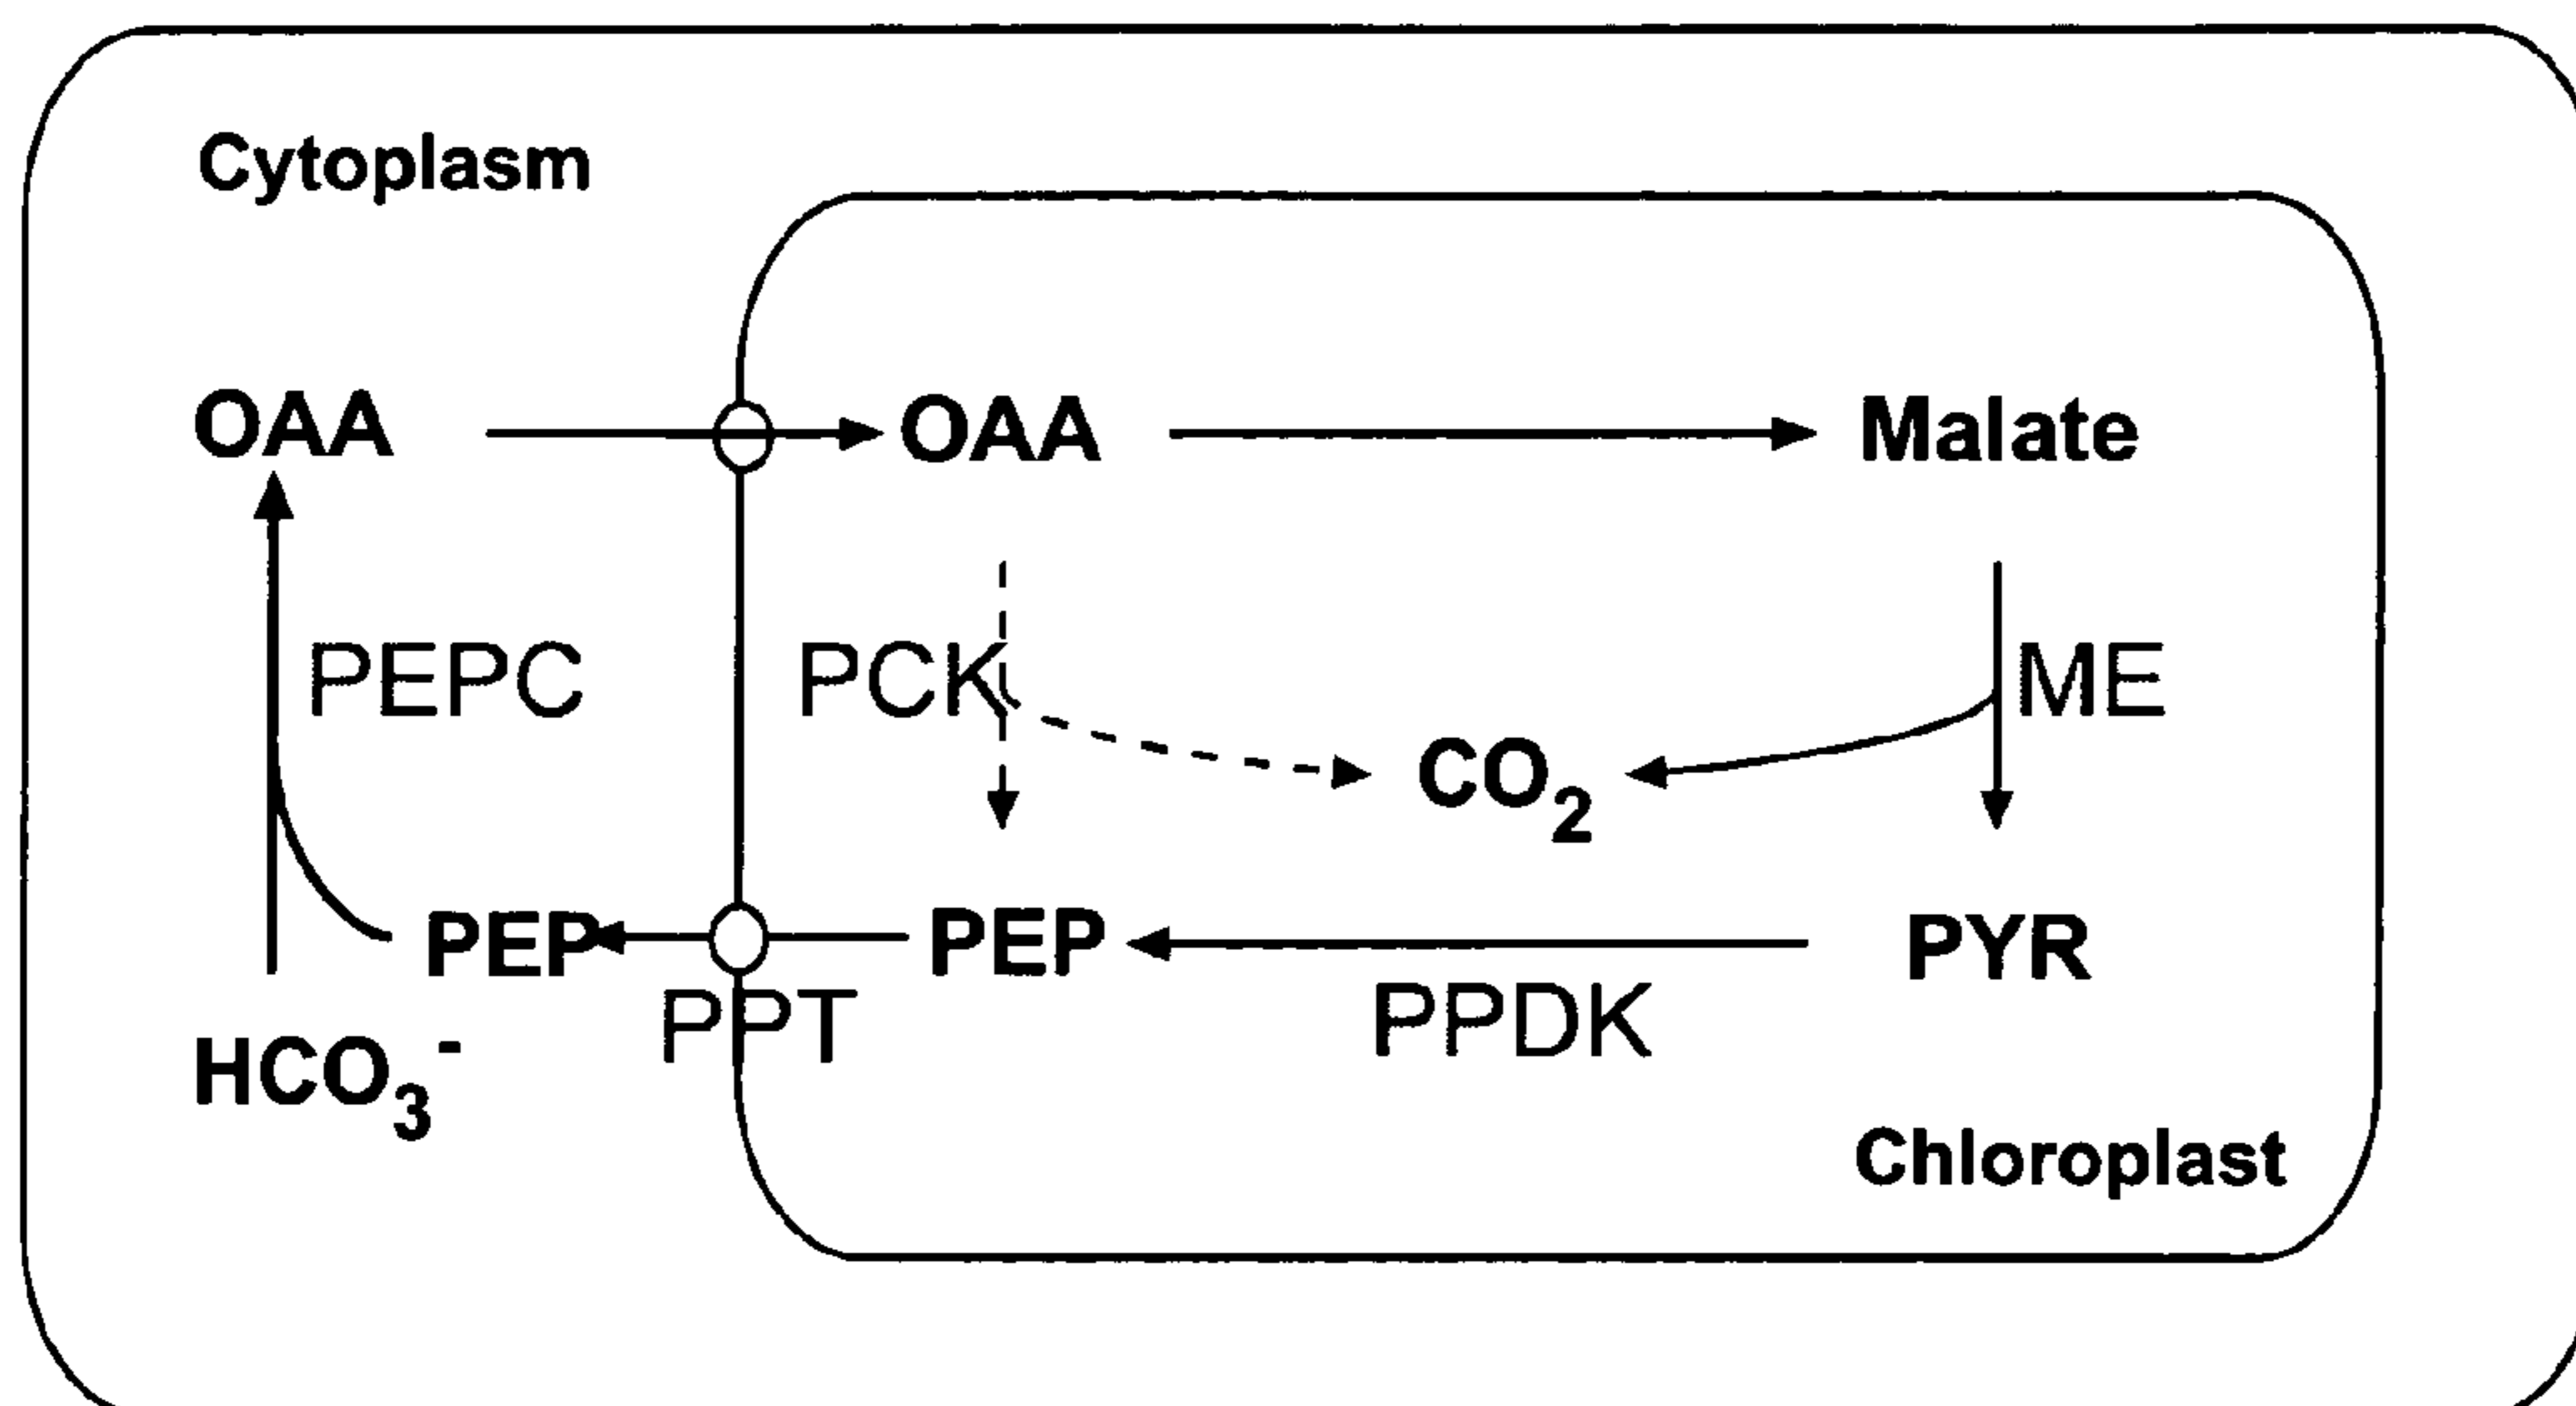 Cytoplasm
OAA OAA Malate
PEPC PCK ME
CO₂
PEP PEP PYR
PPT PPDK
HCO₃⁻
Chloroplast